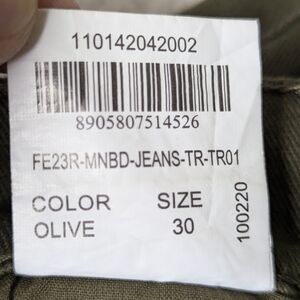 110142042002
8905807514526
FE23R-MNBD-JEANS-TR-TR01
COLOR SIZE
OLIVE 30
100220